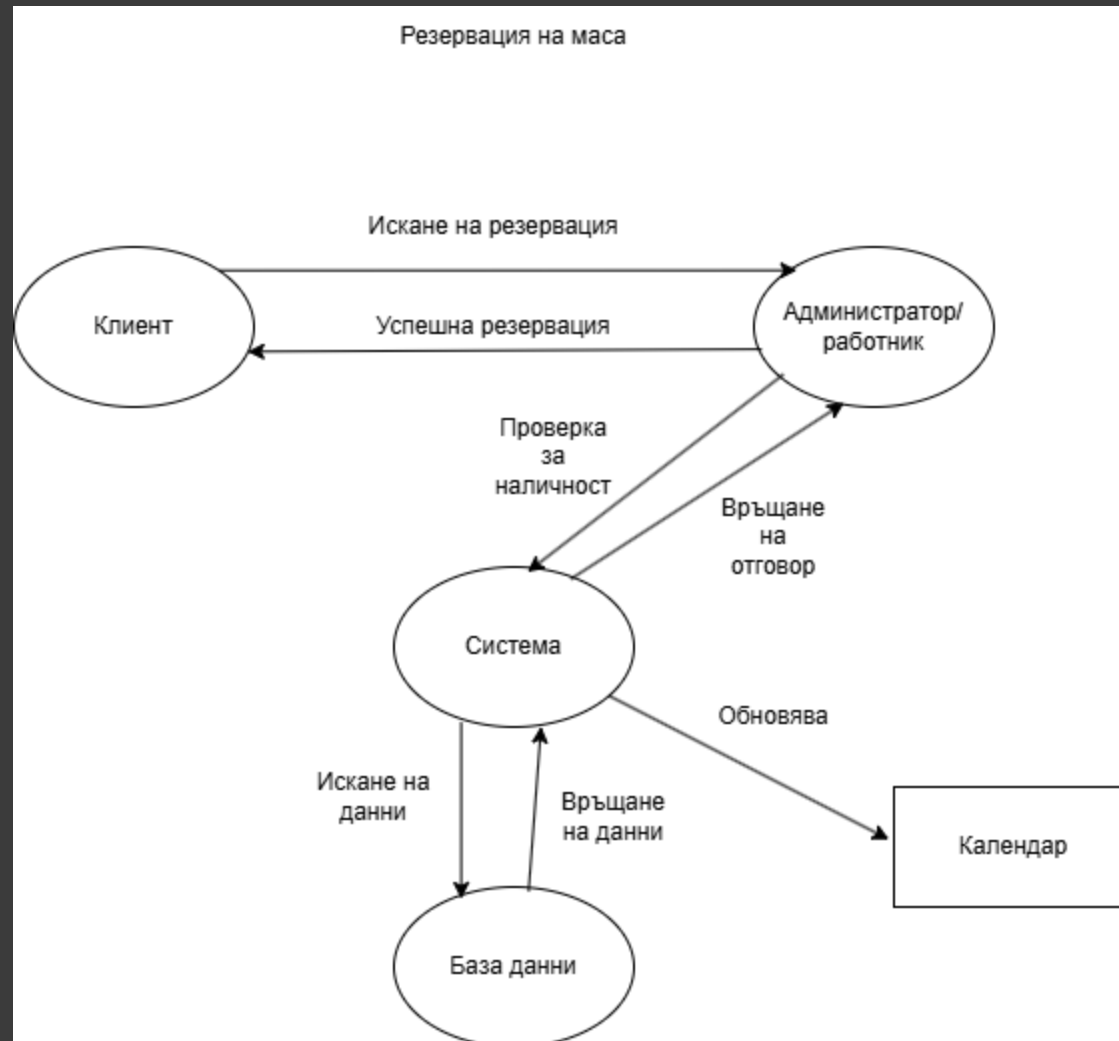 Резервация на маса
Искане на резервация
Клиент
Успешна резервация
Администратор/
работник
Проверка
за
наличност
Връщане
на
отговор
Система
Обновява
Искане на
данни
Връщане
на данни
Календар
База данни